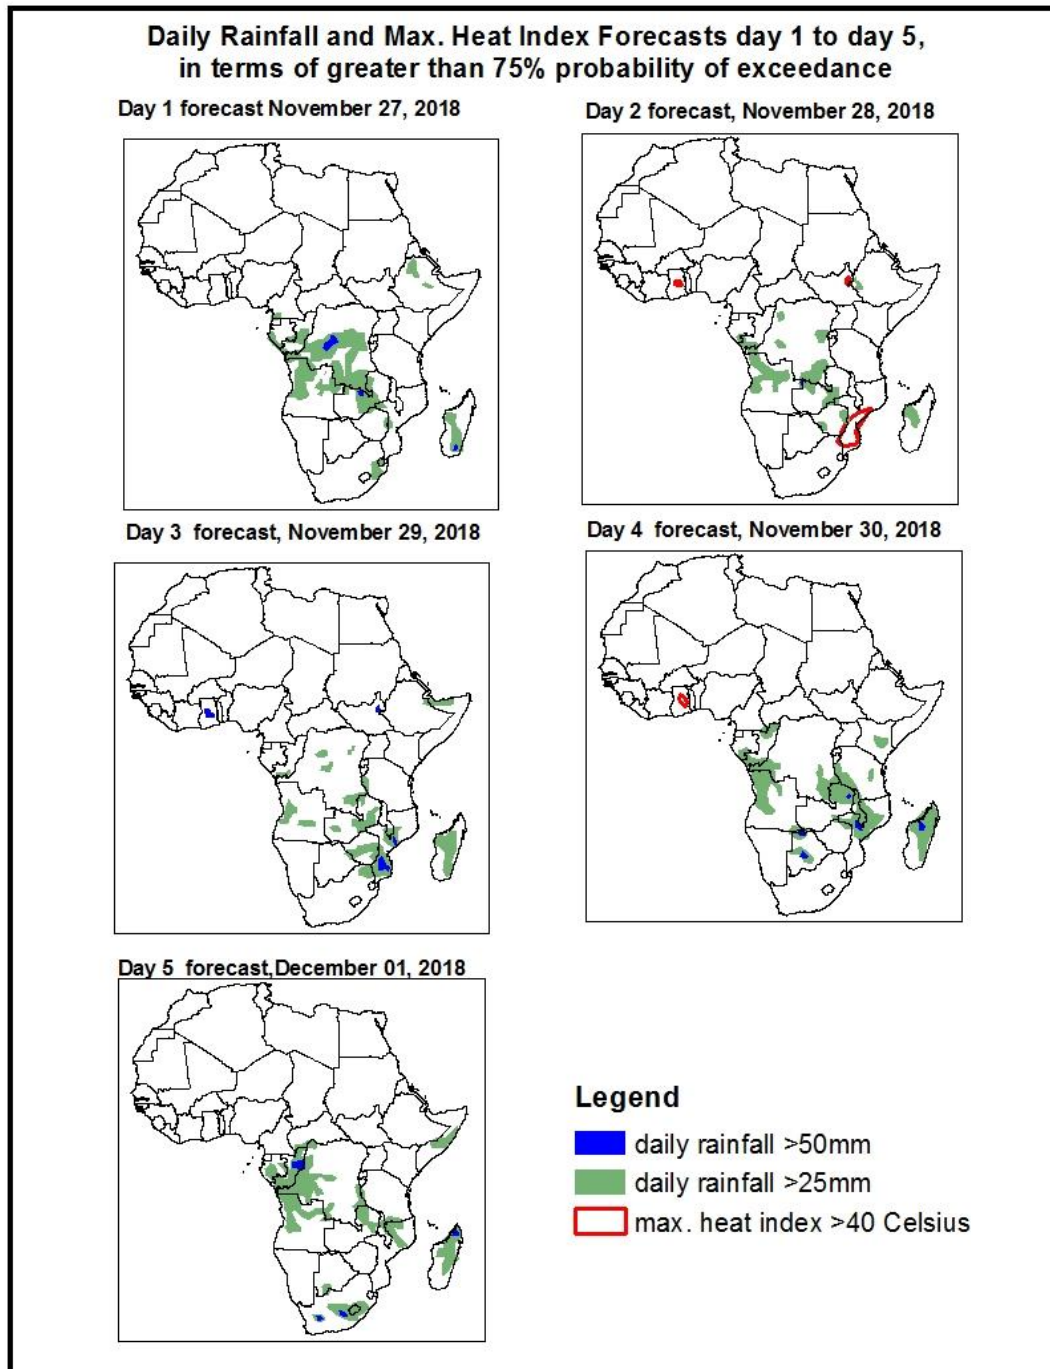 Daily Rainfall and Max. Heat Index Forecasts day 1 to day 5,
in terms of greater than 75% probability of exceedance
Day 1 forecast November 27, 2018
Day 2 forecast, November 28, 2018
Day 3 forecast, November 29, 2018
Day 4 forecast, November 30, 2018
Day 5 forecast,December 01, 2018
Legend
daily rainfall >50mm
daily rainfall >25mm
max. heat index >40 Celsius